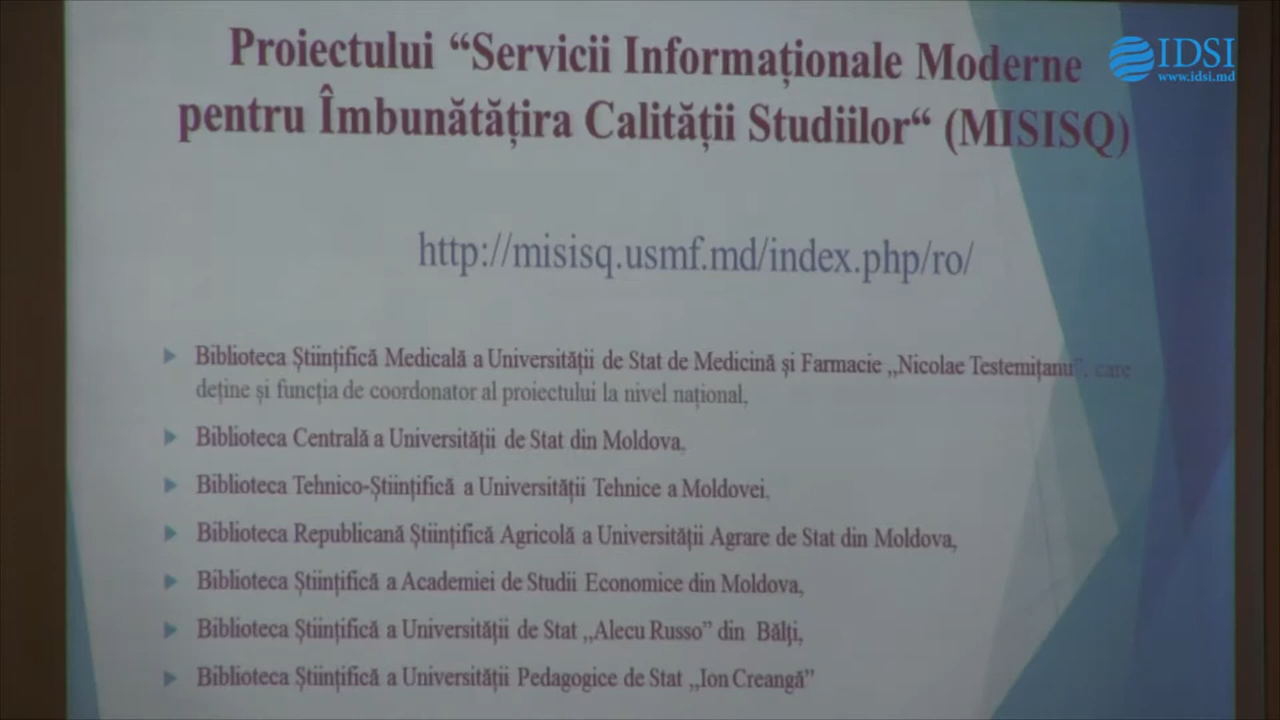 Proiectului “Servicii Informaționale Moderne
pentru Îmbunătățira Calității Studiilor“ (MISISQ)
IDSI
www.idsi.md
http://misisq.usmf.md/index.php/ro/
Biblioteca Științifică Medicală a Universității de Stat de Medicină și Farmacie „Nicolae Testemițanu”, care
deține și funcția de coordonator al proiectului la nivel național,
Biblioteca Centrală a Universității de Stat din Moldova,
Biblioteca Tehnico-Științifică a Universității Tehnice a Moldovei,
Biblioteca Republicană Științifică Agricolă a Universității Agrare de Stat din Moldova,
Biblioteca Științifică a Academiei de Studii Economice din Moldova,
Biblioteca Științifică a Universității de Stat „Alecu Russo” din Bălți,
Biblioteca Științifică a Universității Pedagogice de Stat „Ion Creangă”